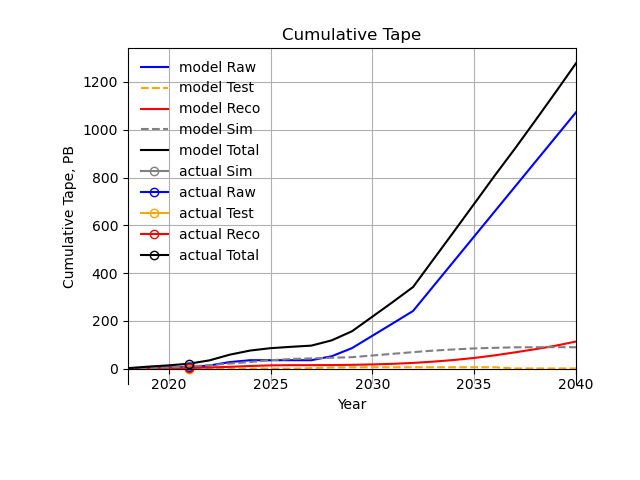 Cumulative Tape
Cumulative Tape, PB
1200
1000
800
600
400
200
0
model Raw
model Test
model Reco
model Sim
model Total
actual Sim
actual Raw
actual Test
actual Reco
actual Total
2020 2025 2030 2035 2040
Year